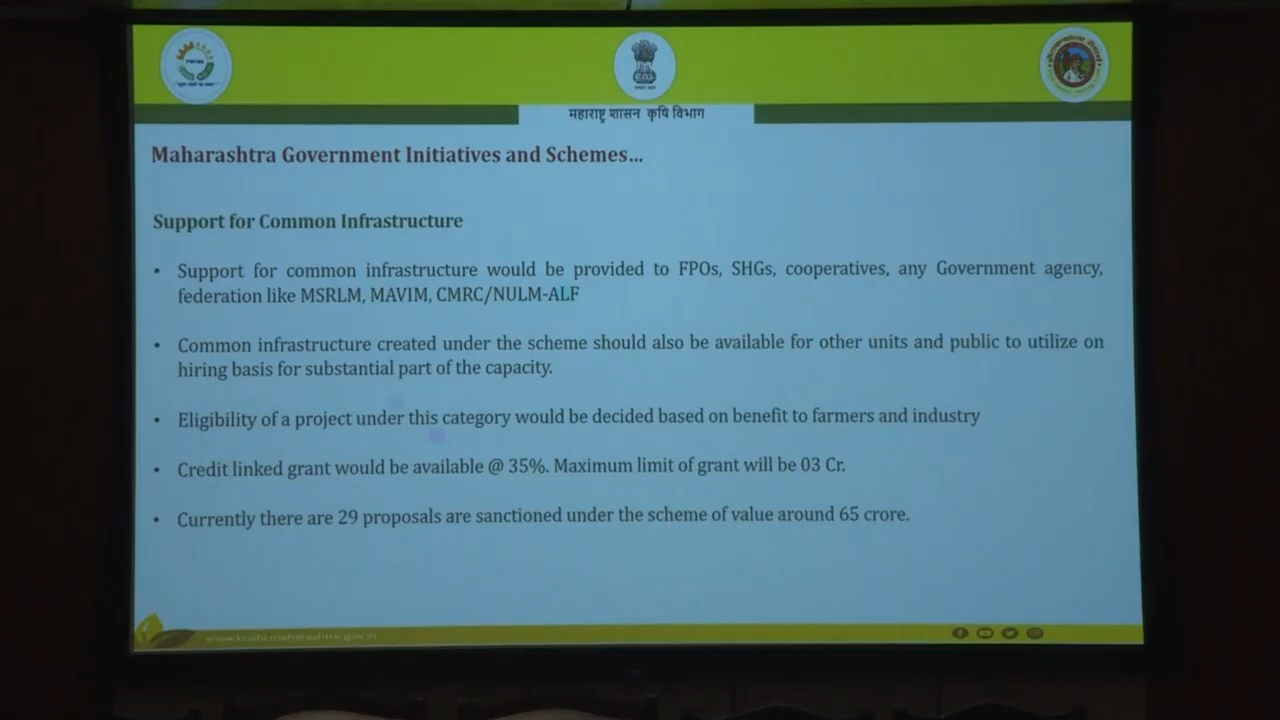 महाराष्ट्र शासन कृषि विभाग
Maharashtra Government Initiatives and Schemes...
Support for Common Infrastructure
• Support for common infrastructure would be provided to FPOs, SHGs, cooperatives, any Government agency,
federation like MSRLM, MAVIM, CMRC/NULM-ALF
• Common infrastructure created under the scheme should also be available for other units and public to utilize on
hiring basis for substantial part of the capacity.
• Eligibility of a project under this category would be decided based on benefit to farmers and industry
• Credit linked grant would be available @ 35%. Maximum limit of grant will be 03 Cr.
• Currently there are 29 proposals are sanctioned under the scheme of value around 65 crore.
www.krishi.maharashtra.gov.in